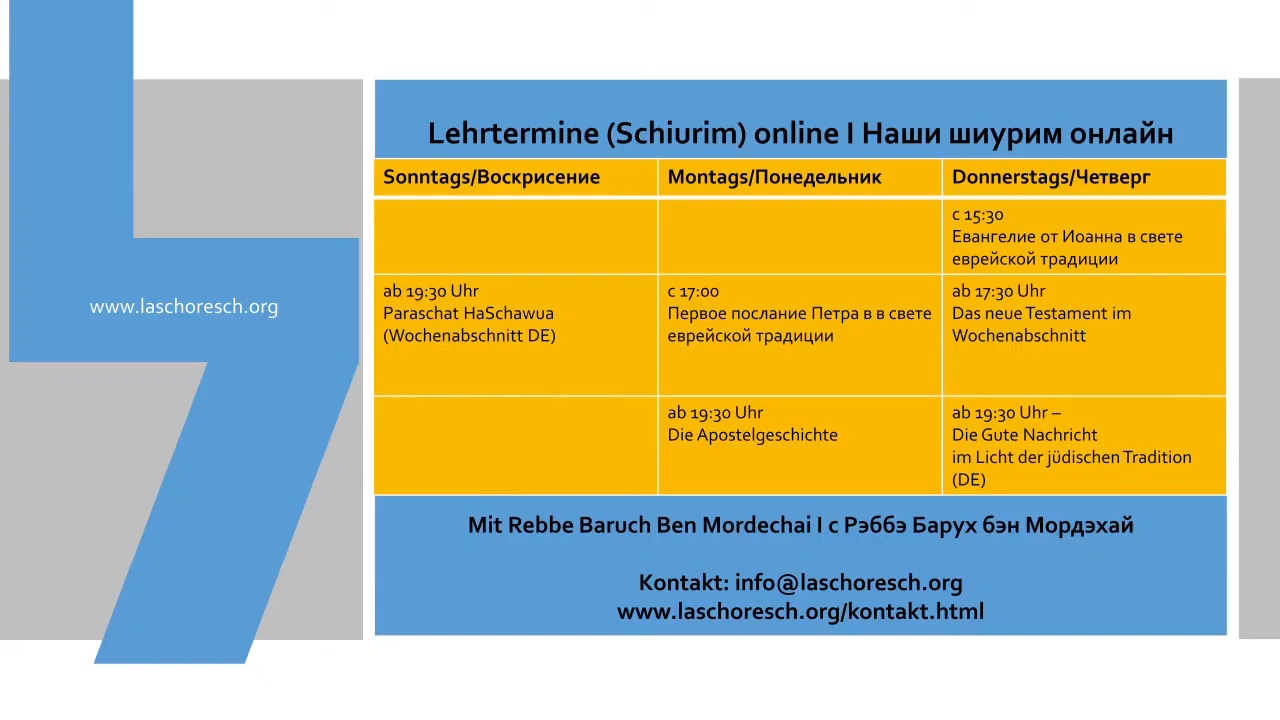 www.laschoresch.org
Lehrtermine (Schiurim) online I Наши шиурим онлайн
Sonntags/Воскрисение
Montags/Понедельник
Donnerstags/Четверг
с 15:30
Евангелие от Иоанна в свете
еврейской традиции
ab 19:30 Uhr
Paraschat HaSchawua
(Wochenabschnitt DE)
с 17:00
Первое послание Петра в в свете
еврейской традиции
ab 17:30 Uhr
Das neue Testament im
Wochenabschnitt
ab 19:30 Uhr
Die Apostelgeschichte
ab 19:30 Uhr –
Die Gute Nachricht
im Licht der jüdischen Tradition
(DE)
Mit Rebbe Baruch Ben Mordechai I с Рэббэ Барух бэн Мордэхай
Kontakt: info@laschoresch.org
www.laschoresch.org/kontakt.html